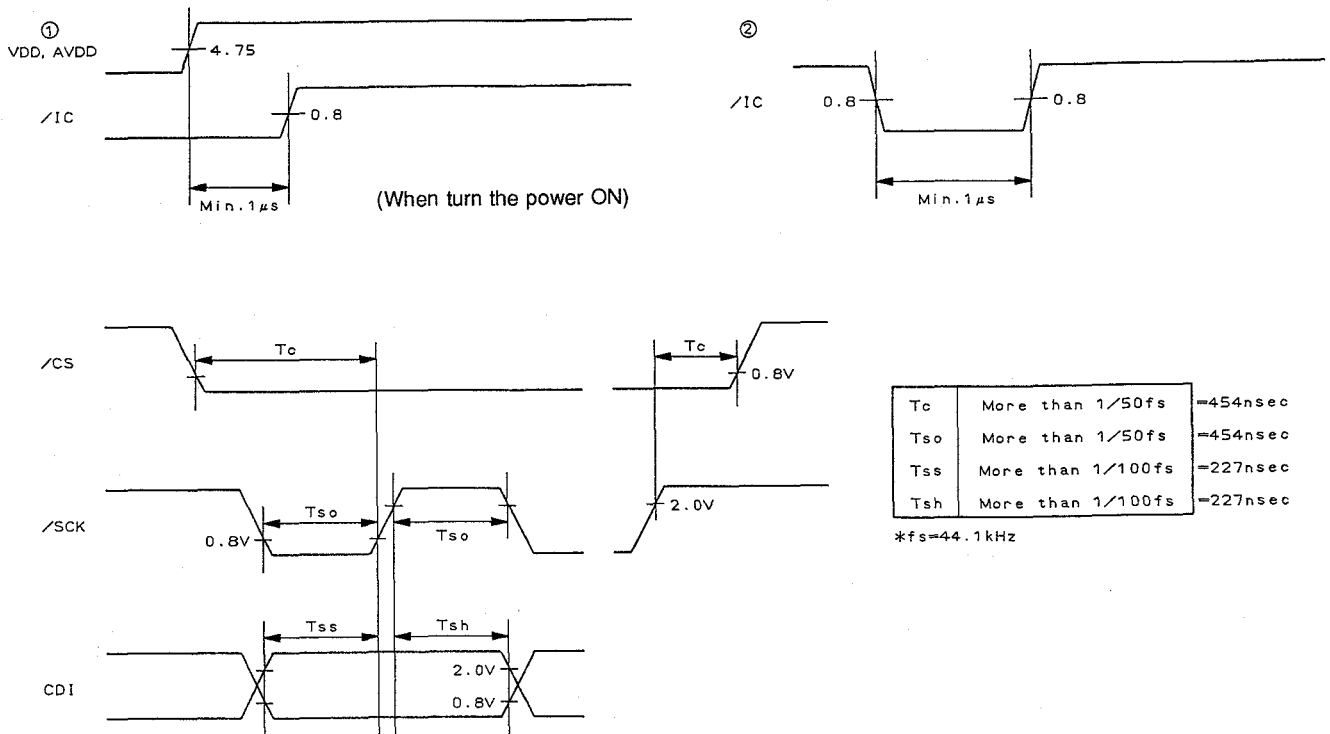 ①
VDD, AVDD
4.75
/IC
0.8
Min.1μs
(When turn the power ON)
②
/IC
0.8
0.8
Min.1μs
/CS
Tc
Tc
0.8V
/SCK
0.8V
Tso
Tso
2.0V
CDI
Tss
Tsh
2.0V
0.8V
Tc More than 1/50fs =454nsec
Tso More than 1/50fs =454nsec
Tss More than 1/100fs =227nsec
Tsh More than 1/100fs =227nsec
*fs=44.1kHz